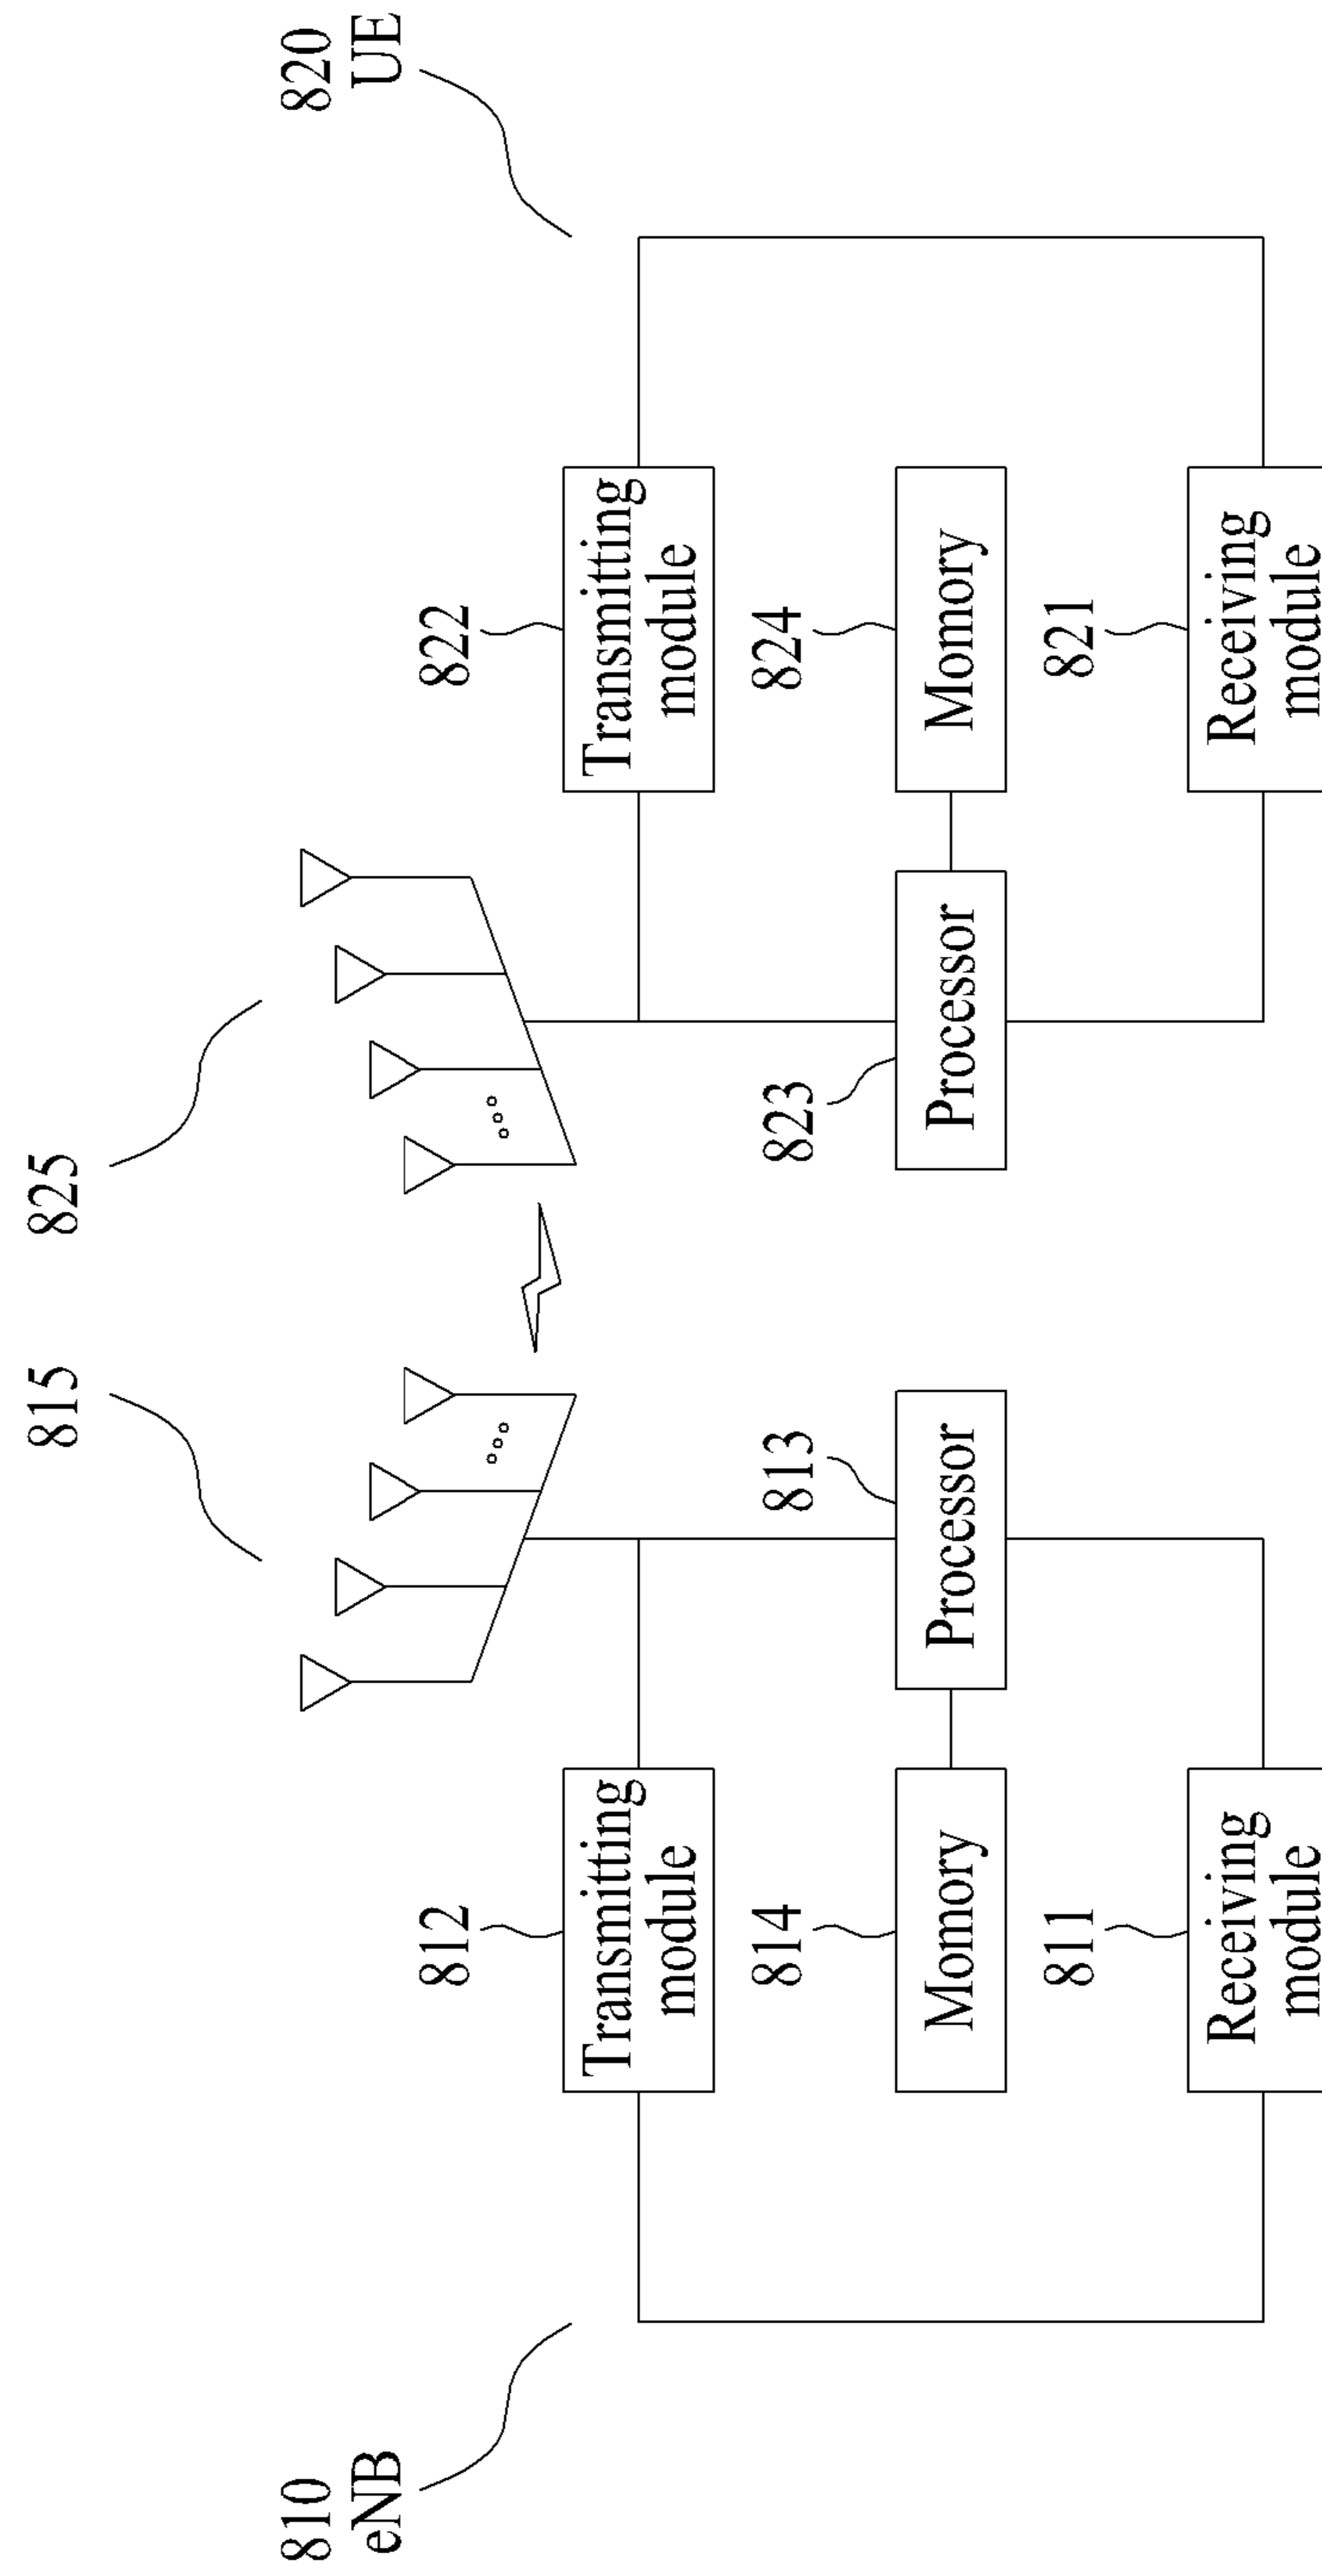 815
825
810
eNB
820
UE
812
Transmitting
module
822
Transmitting
module
814
Momory
813
Processor
823
Processor
824
Momory
811
Receiving
module
821
Receiving
module